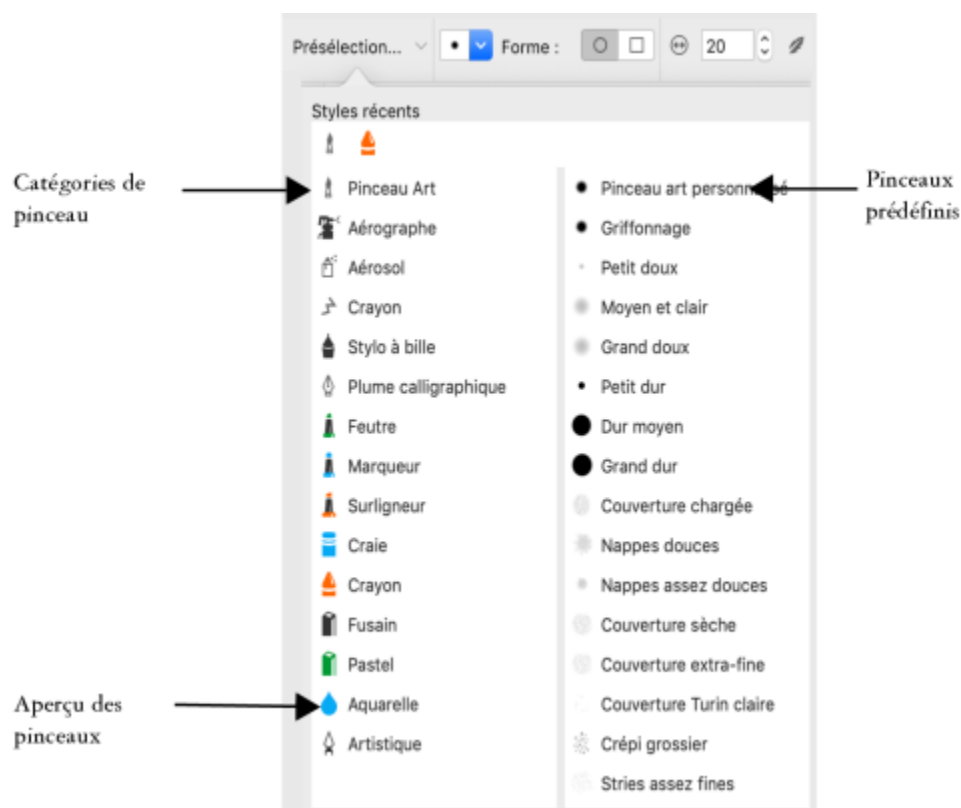 Présélection...
Forme :
20
Styles récents
Catégories de
pinceau
Pinceau Art
Aérographe
Aérosol
Crayon
Stylo à bille
Plume calligraphique
Feutre
Marqueur
Surligneur
Craie
Crayon
Fusain
Pastel
Aquarelle
Artistique
Aperçu des
pinceaux
Pinceau art personnalisé
Griffonnage
Petit doux
Moyen et clair
Grand doux
Petit dur
Dur moyen
Grand dur
Couverture chargée
Nappes douces
Nappes assez douces
Couverture sèche
Couverture extra-fine
Couverture Turin claire
Crépi grossier
Stries assez fines
Pinceaux
prédéfinis